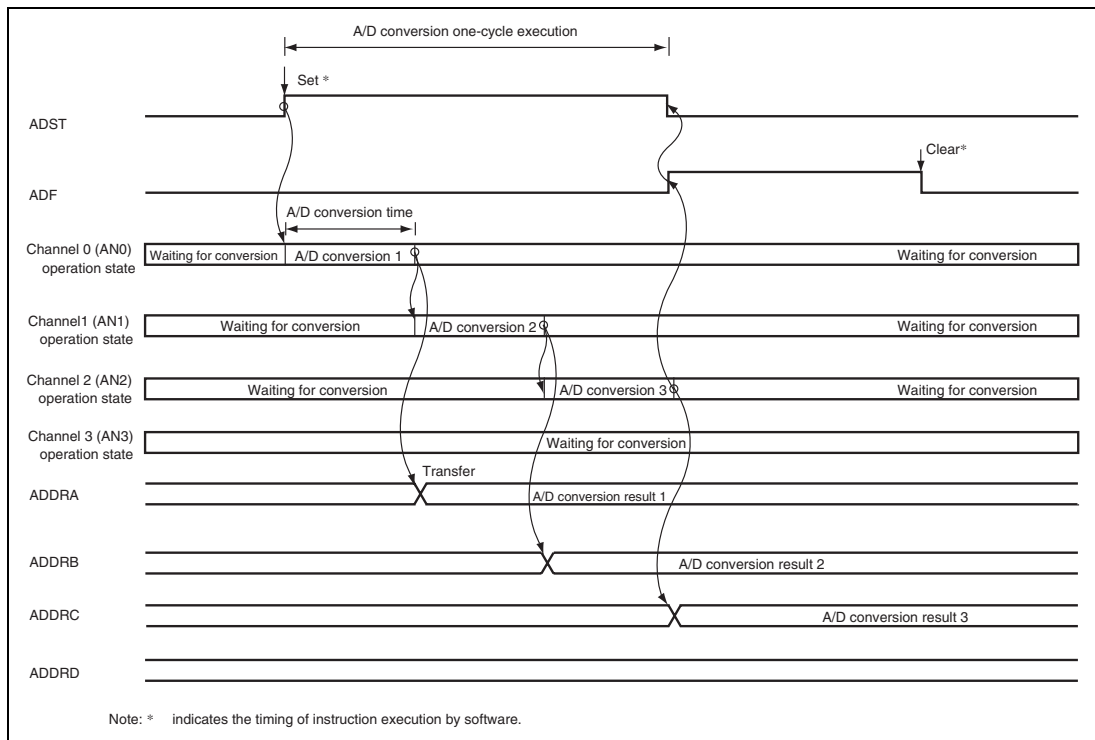 A/D conversion one-cycle execution
Set *
ADST
Clear*
ADF
A/D conversion time
Channel 0 (AN0)
operation state
Waiting for conversion
A/D conversion 1
Waiting for conversion
Channel1 (AN1)
operation state
Waiting for conversion
A/D conversion 2
Waiting for conversion
Channel 2 (AN2)
operation state
Waiting for conversion
A/D conversion 3
Waiting for conversion
Channel 3 (AN3)
operation state
Waiting for conversion
Transfer
ADDRA
A/D conversion result 1
ADDRB
A/D conversion result 2
ADDRC
A/D conversion result 3
ADDRD
Note: * indicates the timing of instruction execution by software.